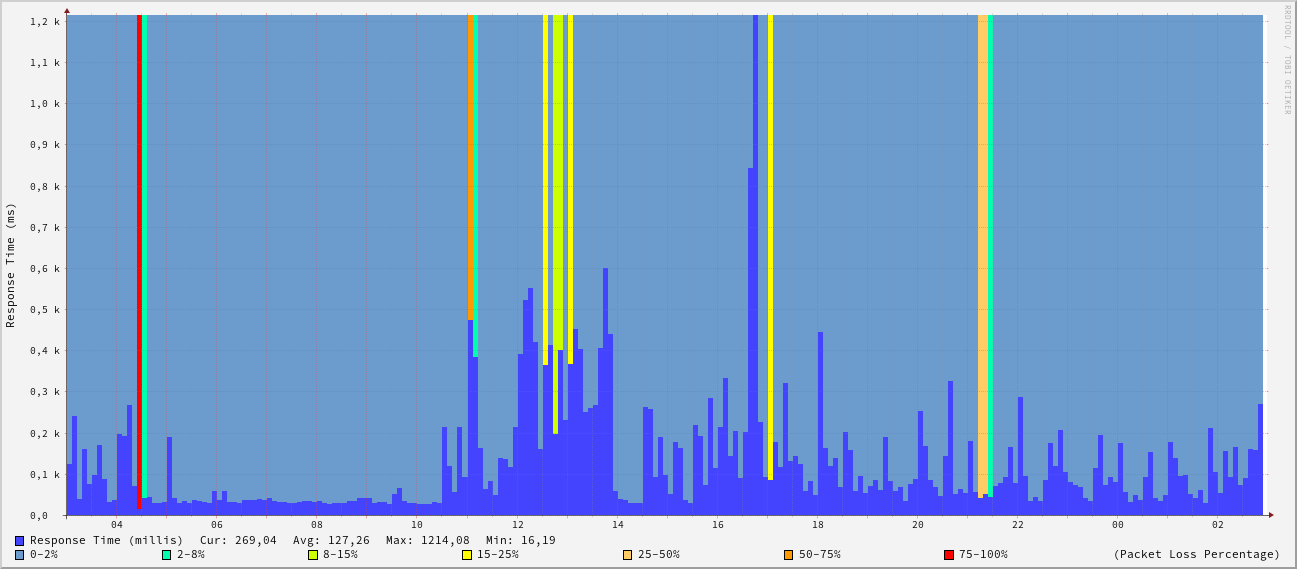 1,2 k
1,1 k
1,0 k
0,9 k
0,8 k
0,7 k
0,6 k
0,5 k
0,4 k
0,3 k
0,2 k
0,1 k
0,0
Response Time (ms)
RRDTOOL / TOBI OETIKER
04 06 08 10 12 14 16 18 20 22 00 02
Response Time (millis) Cur: 269,04 Avg: 127,26 Max: 1214,08 Min: 16,19
0-2% 2-8% 8-15% 15-25% 25-50% 50-75% 75-100% (Packet Loss Percentage)